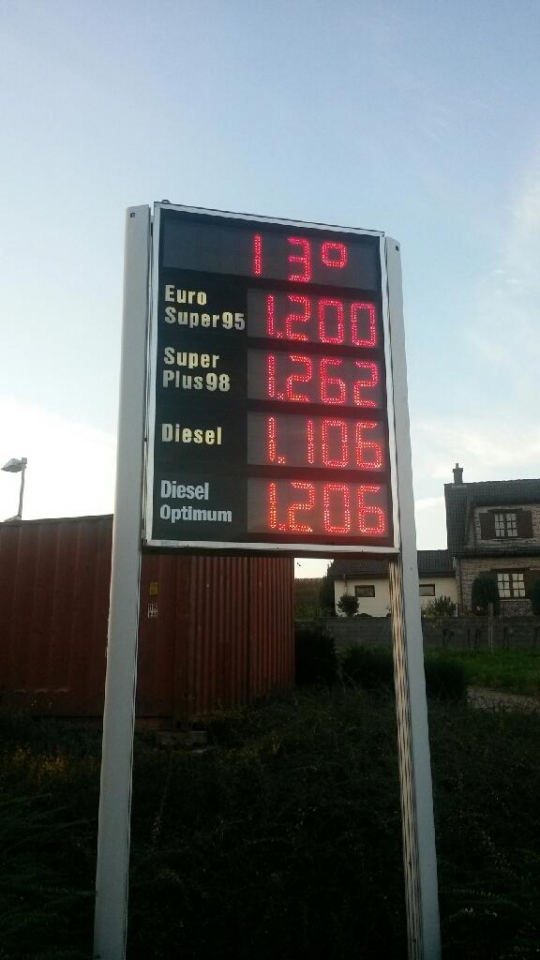 13°
Euro
Super95 1.200
Super
Plus98 1.262
Diesel 1.106
Diesel
Optimum 1.206